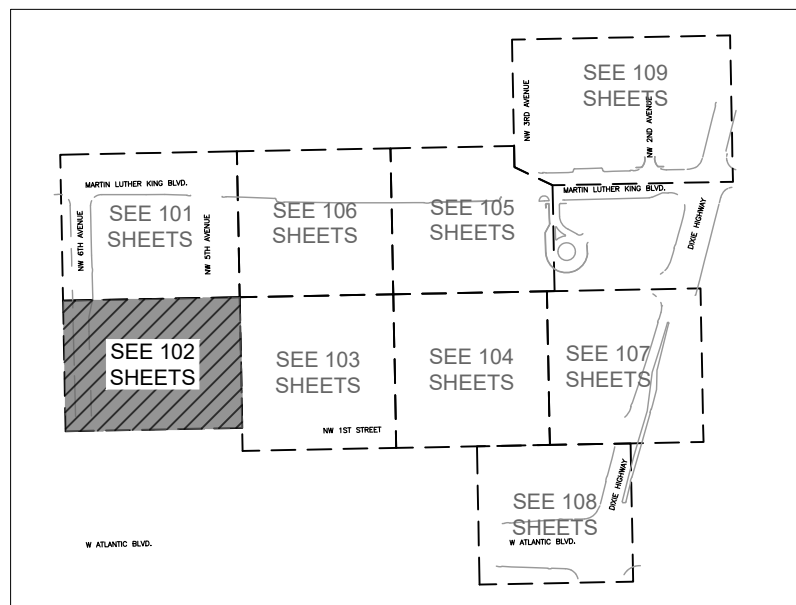 SEE 109
SHEETS
NW 3RD AVENUE
NW 2ND AVENUE
MARTIN LUTHER KING BLVD.
MARTIN LUTHER KING BLVD.
SEE 101
SHEETS
NW 6TH AVENUE
NW 5TH AVENUE
SEE 106
SHEETS
SEE 105
SHEETS
DIXIE HIGHWAY
SEE 102
SHEETS
SEE 103
SHEETS
SEE 104
SHEETS
SEE 107
SHEETS
NW 1ST STREET
SEE 108
SHEETS
DIXIE HIGHWAY
W ATLANTIC BLVD.
W ATLANTIC BLVD.